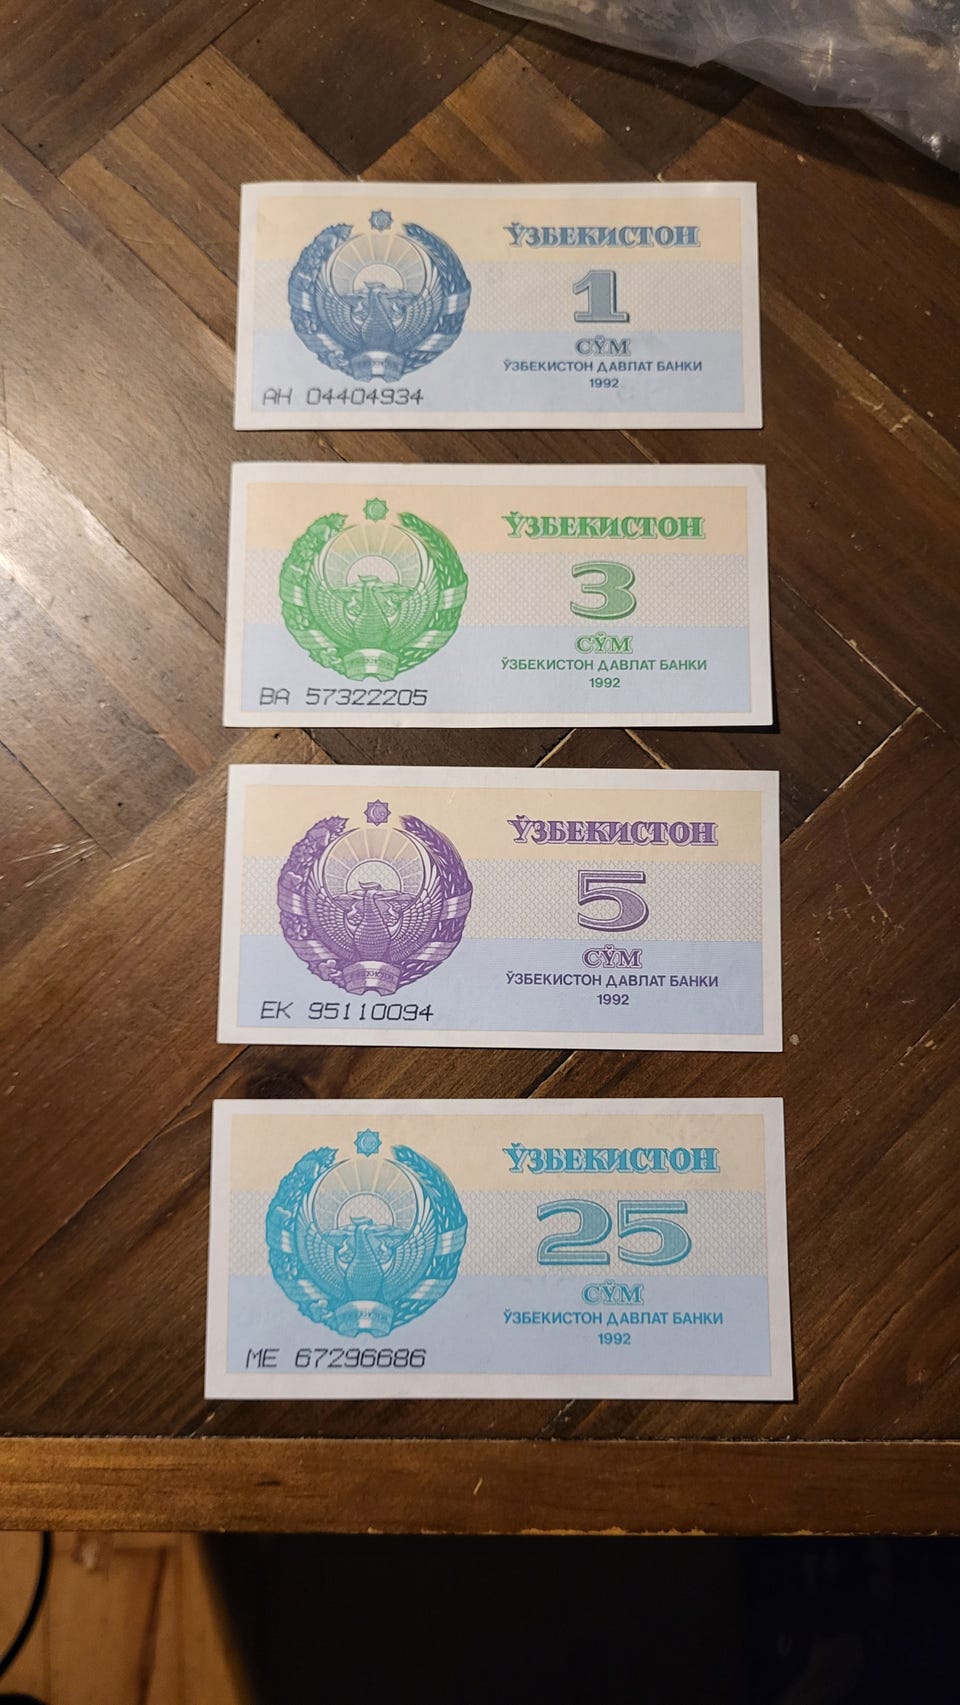 ЎЗБЕКИСТОН
1
СЎМ
ЎЗБЕКИСТОН ДАВЛАТ БАНКИ
1992
АН 04404934
ЎЗБЕКИСТОН
3
СЎМ
ЎЗБЕКИСТОН ДАВЛАТ БАНКИ
1992
ВА 57322205
ЎЗБЕКИСТОН
5
СЎМ
ЎЗБЕКИСТОН ДАВЛАТ БАНКИ
1992
ЕК 95110094
ЎЗБЕКИСТОН
25
СЎМ
ЎЗБЕКИСТОН ДАВЛАТ БАНКИ
1992
МЕ 67296686